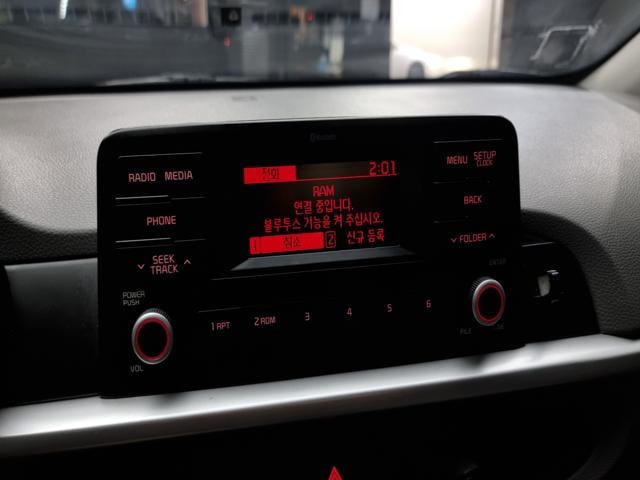 Bluetooth
전화 2:01
RAM
연결 중입니다.
블루투스 기능을 켜 주십시오.
1 취소 2 신규 등록
RADIO MEDIA
PHONE
SEEK
TRACK
POWER
PUSH
VOL
1 RPT 2 RDM 3 4 5 6
MENU SETUP
CLOCK
BACK
FOLDER
ENTER
FILE